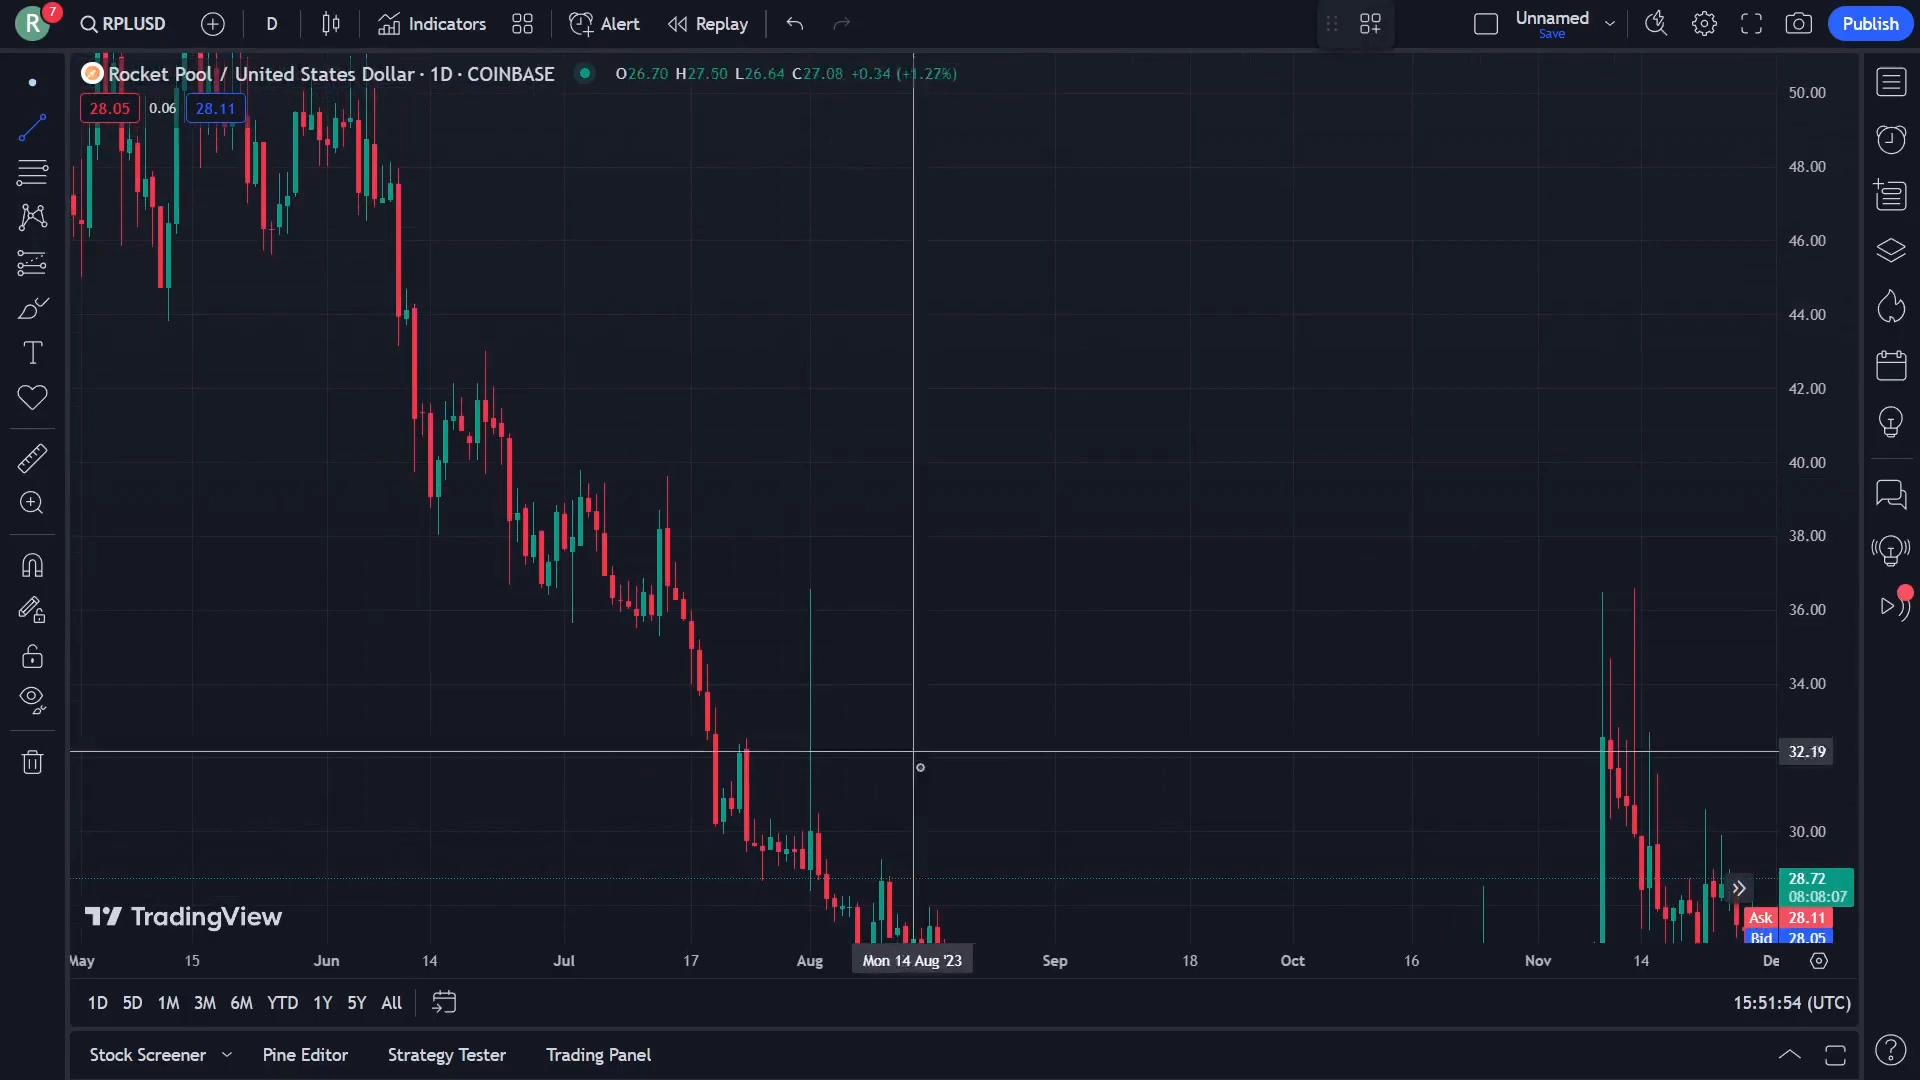 R 7 RPLUSD D Indicators Alert Replay Unnamed Save Publish
Rocket Pool / United States Dollar · 1D · COINBASE O26.70 H27.50 L26.64 C27.08 +0.34 (+1.27%)
28.05 0.06 28.11
50.00
48.00
46.00
44.00
42.00
40.00
38.00
36.00
34.00
32.19
30.00
28.72
08:08:07
Ask 28.11
Bid 28.05
TradingView
May 15 Jun 14 Jul 17 Aug Mon 14 Aug '23 Sep 18 Oct 16 Nov 14 De
1D 5D 1M 3M 6M YTD 1Y 5Y All 15:51:54 (UTC)
Stock Screener Pine Editor Strategy Tester Trading Panel